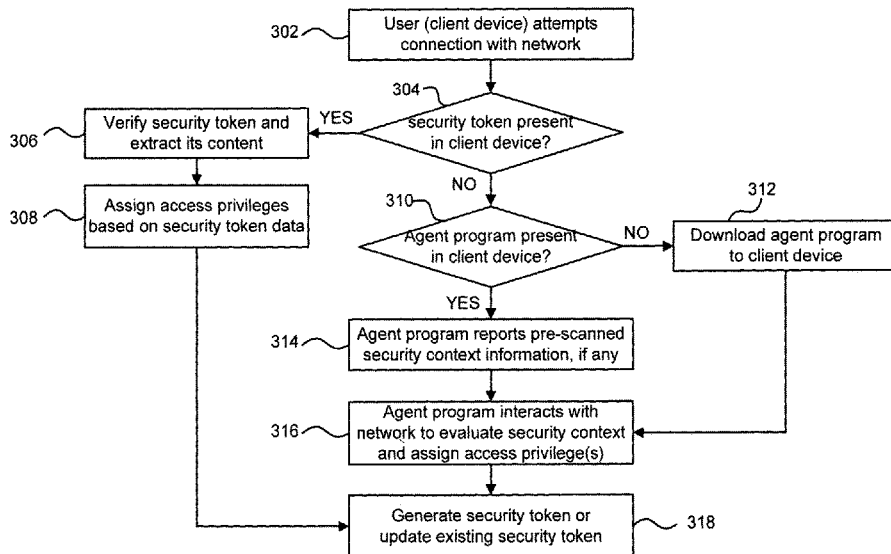 302
User (client device) attempts
connection with network
304
security token present
in client device?
YES
306
Verify security token and
extract its content
308
Assign access privileges
based on security token data
NO
310
Agent program present
in client device?
NO
312
Download agent program
to client device
YES
314
Agent program reports pre-scanned
security context information, if any
316
Agent program interacts with
network to evaluate security context
and assign access privilege(s)
Generate security token or
update existing security token
318